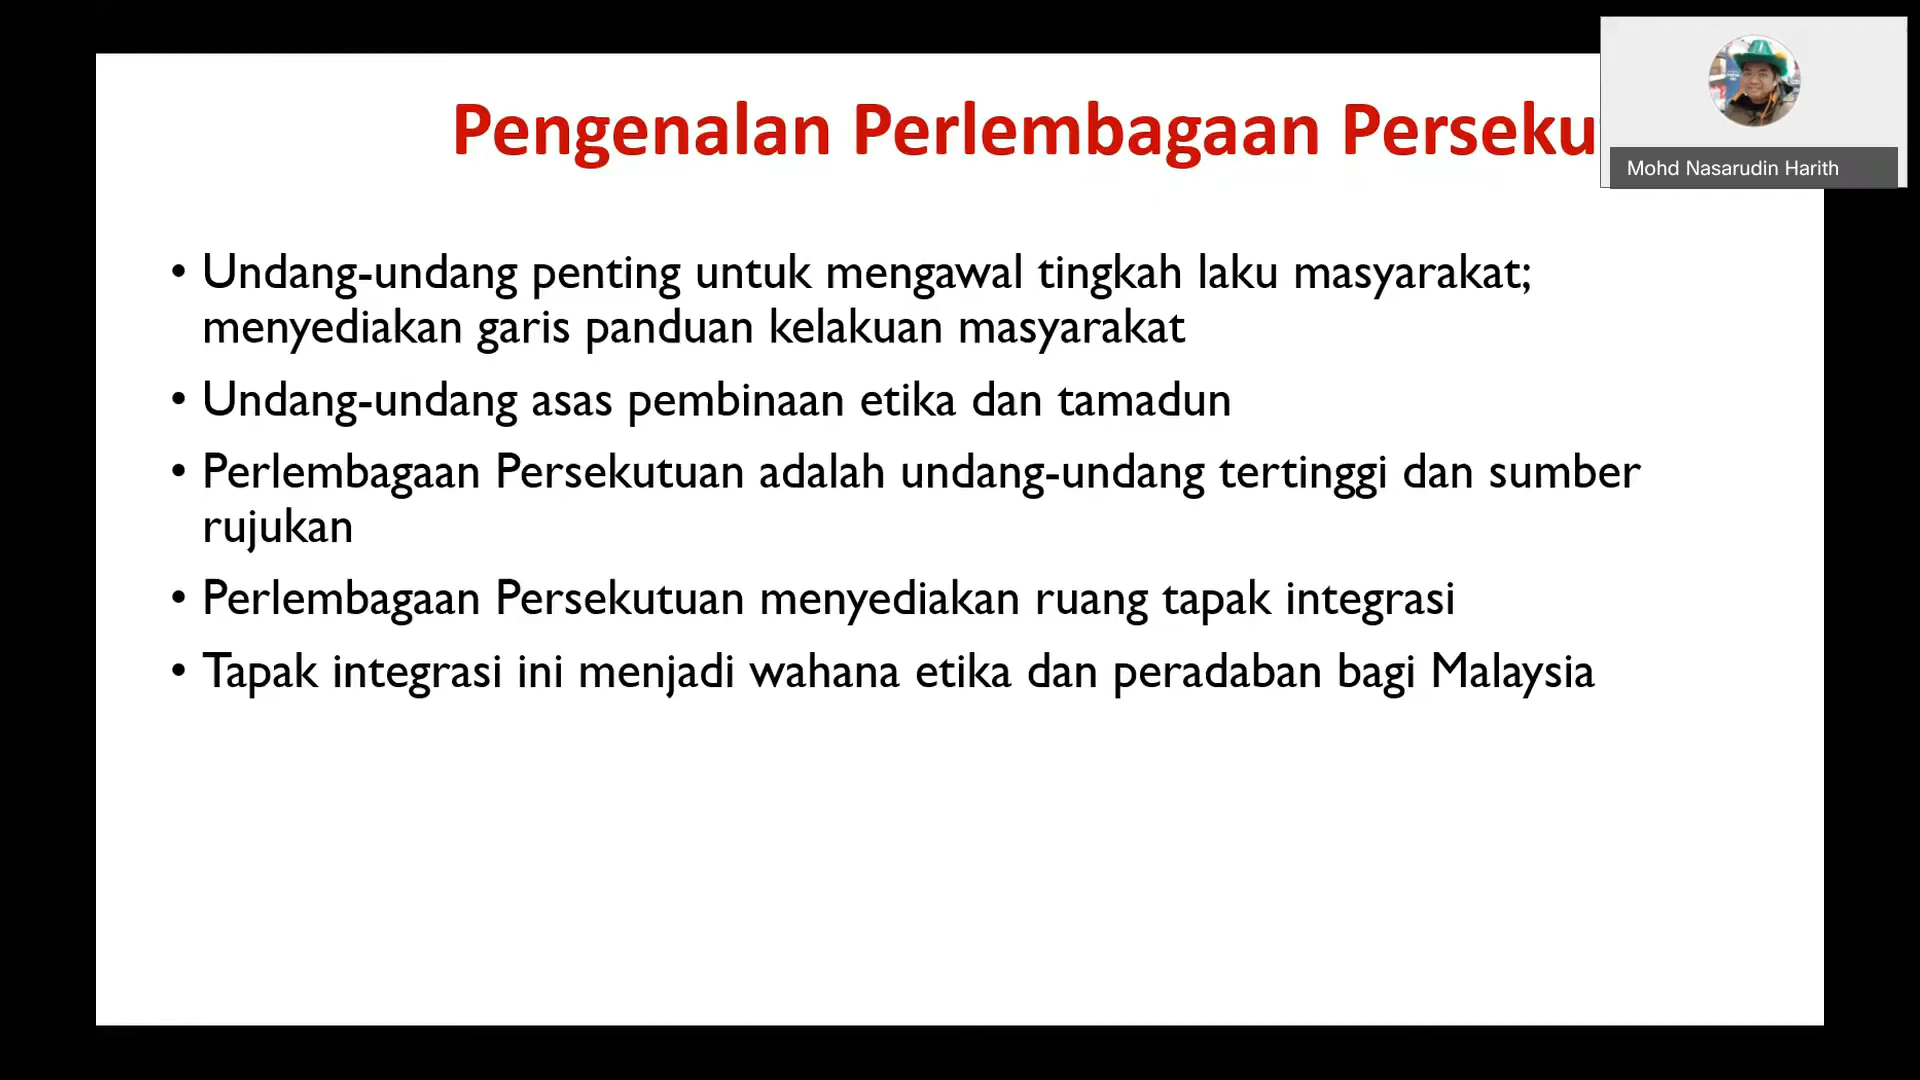 Pengenalan Perlembagaan
Mohd Nasarudin Harith
• Undang-undang penting untuk mengawal tingkah laku masyarakat;
menyediakan garis panduan kelakuan masyarakat
• Undang-undang asas pembinaan etika dan tamadun
• Perlembagaan Persekutuan adalah undang-undang tertinggi dan sumber
rujukan
• Perlembagaan Persekutuan menyediakan ruang tapak integrasi
• Tapak integrasi ini menjadi wahana etika dan peradaban bagi Malaysia